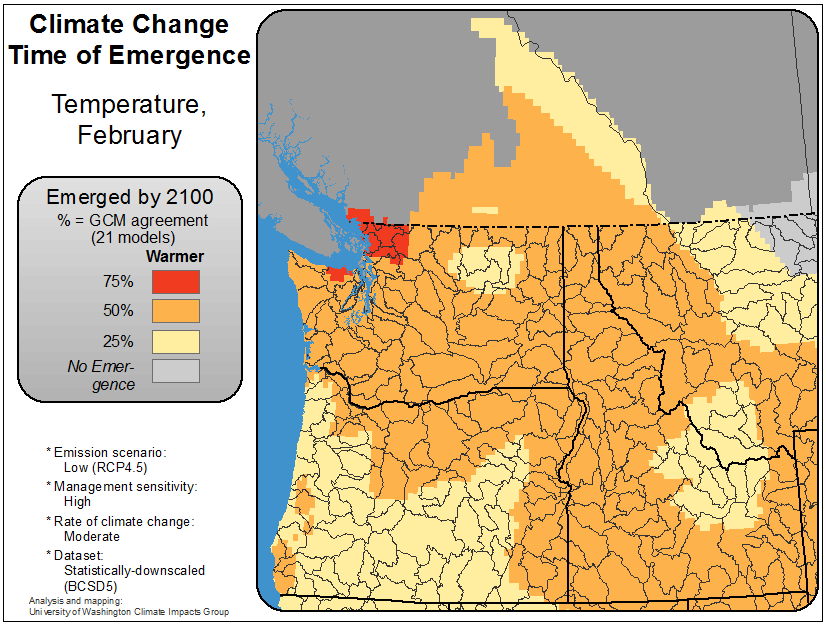 Climate Change
Time of Emergence
Temperature,
February
Emerged by 2100
% = GCM agreement
(21 models)
Warmer
75%
50%
25%
No Emer-
gence
* Emission scenario:
Low (RCP4.5)
* Management sensitivity:
High
* Rate of climate change:
Moderate
* Dataset:
Statistically-downscaled
(BCSD5)
Analysis and mapping:
University of Washington Climate Impacts Group